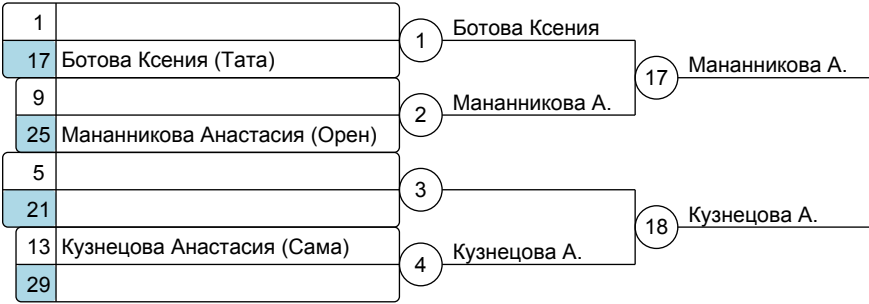 1
17 Ботова Ксения (Тата)
1
Ботова Ксения
9
25 Мананникова Анастасия (Орен)
2
Мананникова А.
17
Мананникова А.
5
21
3
13 Кузнецова Анастасия (Сама)
29
4
Кузнецова А.
18
Кузнецова А.